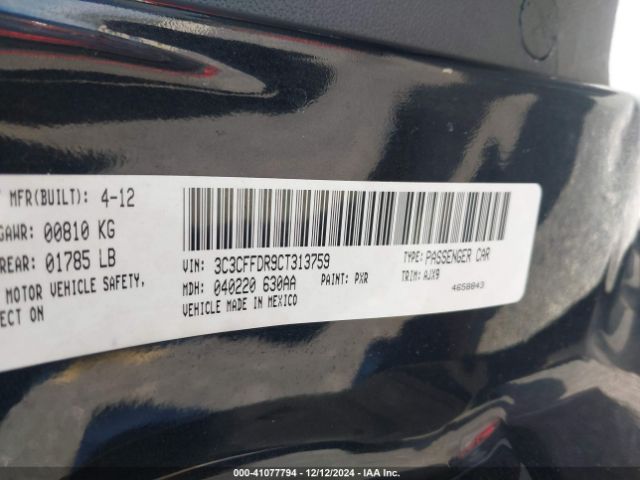 MFR(BUILT): 4-12
GAWR: 00810 KG
REAR: 01785 LB
MOTOR VEHICLE SAFETY,
ECT ON
VIN: 3C3CFFDR9CT313759
TYPE: PASSENGER CAR
MDH: 040220 630AA
PAINT: PXR
TRIM: AJX9
VEHICLE MADE IN MEXICO
4658843
000-41077794 - 12/12/2024 - IAA Inc.